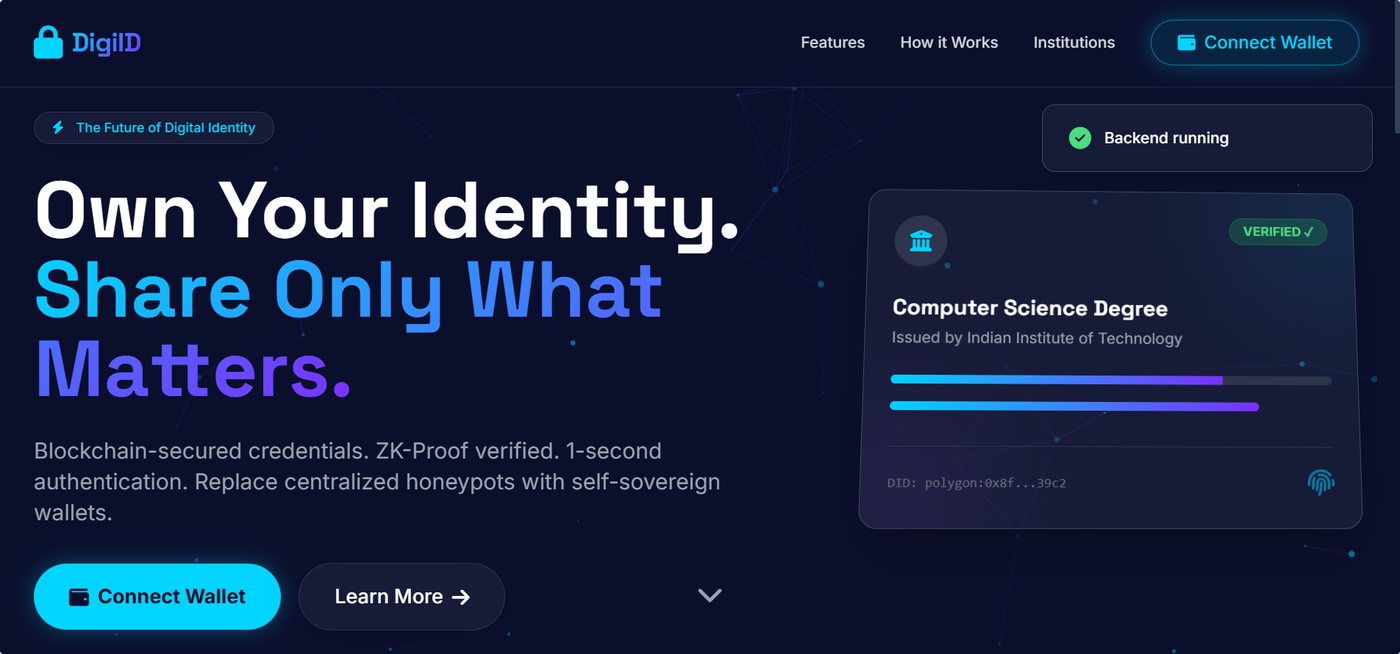 DigiID
Features
How it Works
Institutions
Connect Wallet
The Future of Digital Identity
Backend running
Own Your Identity.
Share Only What
Matters.
Blockchain-secured credentials. ZK-Proof verified. 1-second
authentication. Replace centralized honeypots with self-sovereign
wallets.
Connect Wallet
Learn More →
VERIFIED ✓
Computer Science Degree
Issued by Indian Institute of Technology
DID: polygon:0x8f...39c2